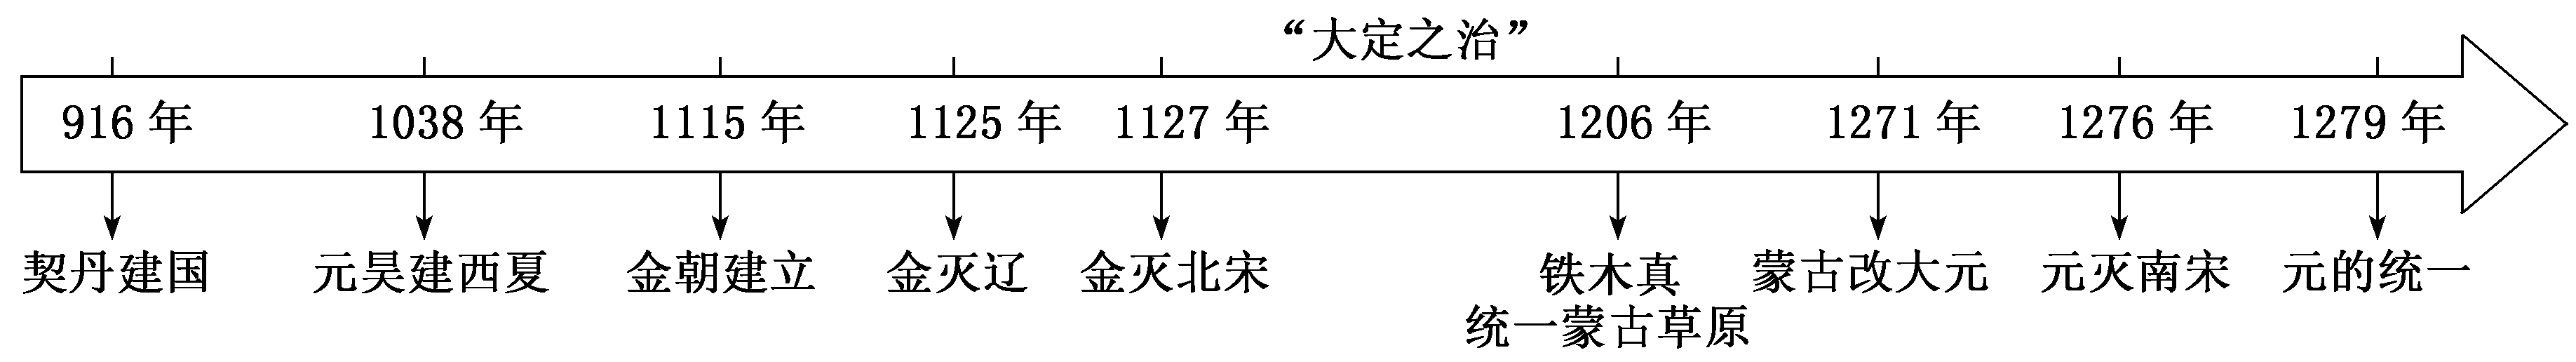 “大定之治”
916 年 1038 年 1115 年 1125 年 1127 年 1206 年 1271 年 1276 年 1279 年
契丹建国 元昊建西夏 金朝建立 金灭辽 金灭北宋 铁木真 蒙古改大元 元灭南宋 元的统一
统一蒙古草原